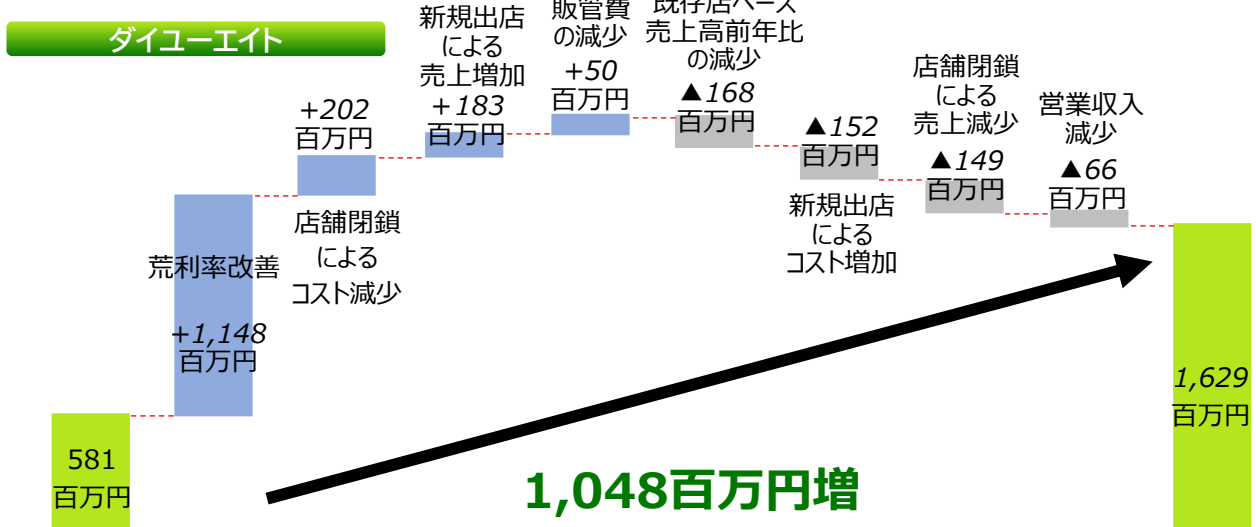 ダイユーエイト
581
百万円
荒利率改善
+1,148
百万円
+202
百万円
店舗閉鎖
による
コスト減少
新規出店
による
売上増加
+183
百万円
販管費
の減少
+50
百万円
既存店ベース
売上高前年比
の減少
▲168
百万円
▲152
百万円
新規出店
による
コスト増加
店舗閉鎖
による
売上減少
▲149
百万円
営業収入
減少
▲66
百万円
1,629
百万円
1,048百万円増